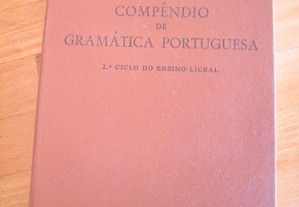 COMPÊNDIO
DE
GRAMÁTICA PORTUGUESA
2.º CICLO DO ENSINO LICEAL